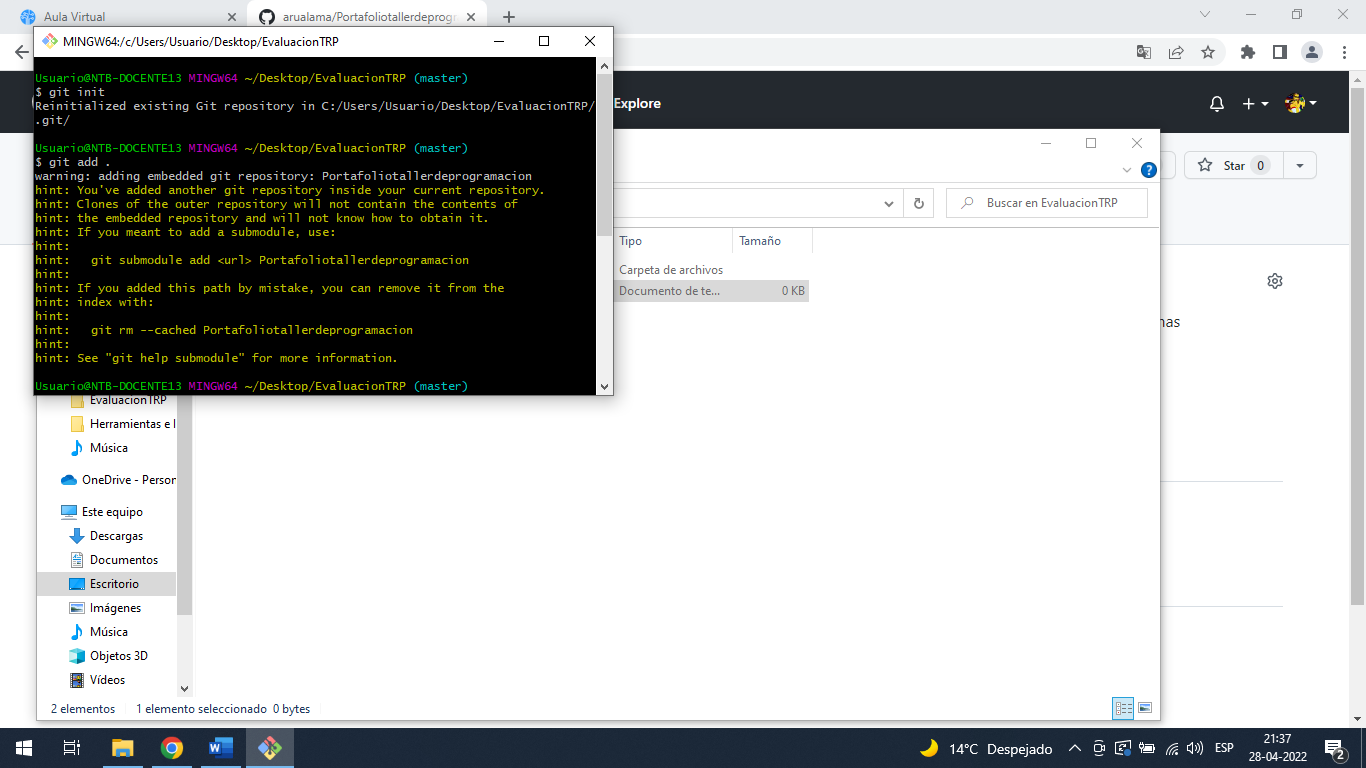 Aula Virtual
arualama/Portafoliotallerdeprogr
MINGW64:/c/Users/Usuario/Desktop/EvaluacionTRP
Usuario@NTB-DOCENTE13 MINGW64 ~/Desktop/EvaluacionTRP (master)
$ git init
Reinitialized existing Git repository in C:/Users/Usuario/Desktop/EvaluacionTRP/
.git/
Usuario@NTB-DOCENTE13 MINGW64 ~/Desktop/EvaluacionTRP (master)
$ git add .
warning: adding embedded git repository: Portafoliotallerdeprogramacion
hint: You've added another git repository inside your current repository.
hint: Clones of the outer repository will not contain the contents of
hint: the embedded repository and will not know how to obtain it.
hint: If you meant to add a submodule, use:
hint:
hint:   git submodule add <url> Portafoliotallerdeprogramacion
hint:
hint: If you added this path by mistake, you can remove it from the
hint: index with:
hint:
hint:   git rm --cached Portafoliotallerdeprogramacion
hint:
hint: See "git help submodule" for more information.
Usuario@NTB-DOCENTE13 MINGW64 ~/Desktop/EvaluacionTRP (master)
Explore
Star 0
Buscar en EvaluacionTRP
Tipo Tamaño
Carpeta de archivos
Documento de te... 0 KB
nas
EvaluacionTRP
Herramientas e I
Música
OneDrive - Person
Este equipo
Descargas
Documentos
Escritorio
Imágenes
Música
Objetos 3D
Vídeos
2 elementos 1 elemento seleccionado 0 bytes
14°C Despejado ESP 21:37
28-04-2022
2